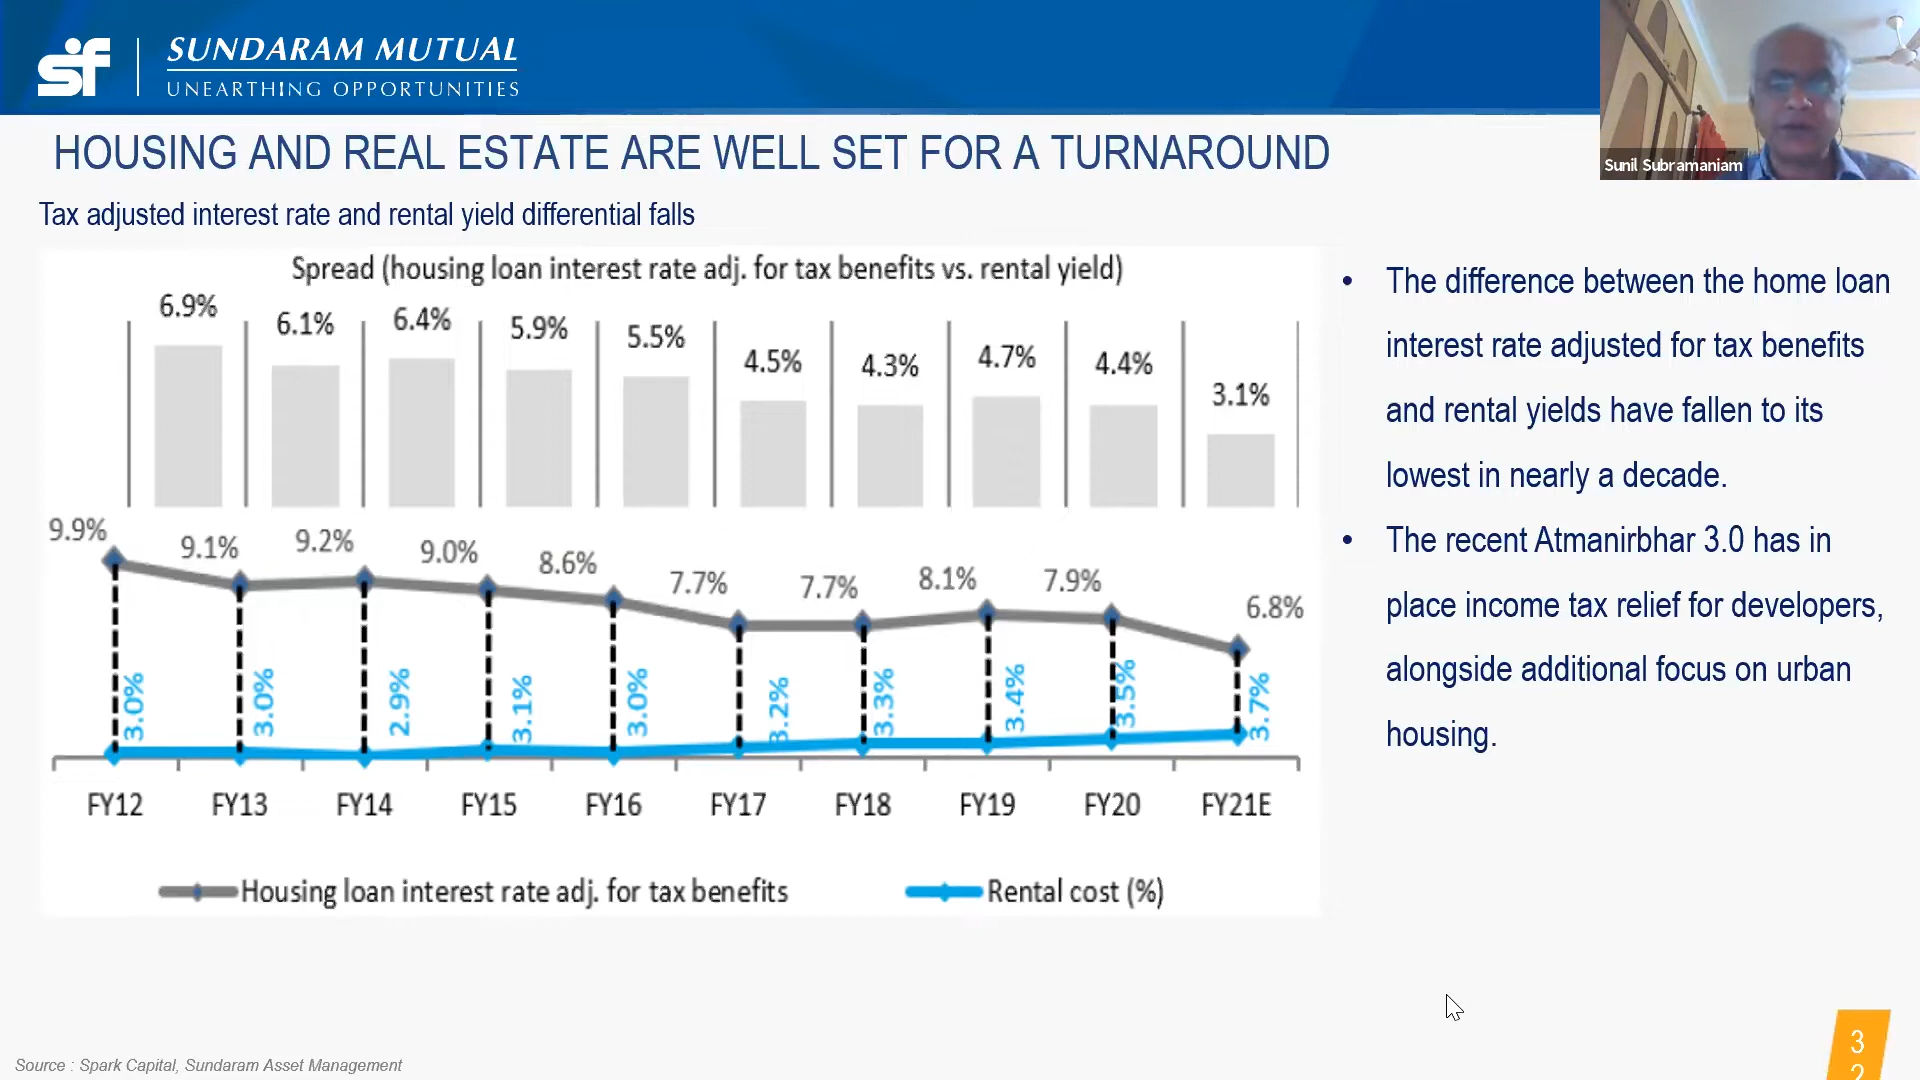 SUNDARAM MUTUAL
UNEARTHING OPPORTUNITIES
Sunil Subramaniam
HOUSING AND REAL ESTATE ARE WELL SET FOR A TURNAROUND
Tax adjusted interest rate and rental yield differential falls
Spread (housing loan interest rate adj. for tax benefits vs. rental yield)
6.9% 6.1% 6.4% 5.9% 5.5% 4.5% 4.3% 4.7% 4.4% 3.1%
9.9% 9.1% 9.2% 9.0% 8.6% 7.7% 7.7% 8.1% 7.9% 6.8%
3.0% 3.0% 2.9% 3.1% 3.0% 3.2% 3.3% 3.4% 3.5% 3.7%
FY12 FY13 FY14 FY15 FY16 FY17 FY18 FY19 FY20 FY21E
Housing loan interest rate adj. for tax benefits Rental cost (%)
• The difference between the home loan
interest rate adjusted for tax benefits
and rental yields have fallen to its
lowest in nearly a decade.
• The recent Atmanirbhar 3.0 has in
place income tax relief for developers,
alongside additional focus on urban
housing.
Source : Spark Capital, Sundaram Asset Management
3
2